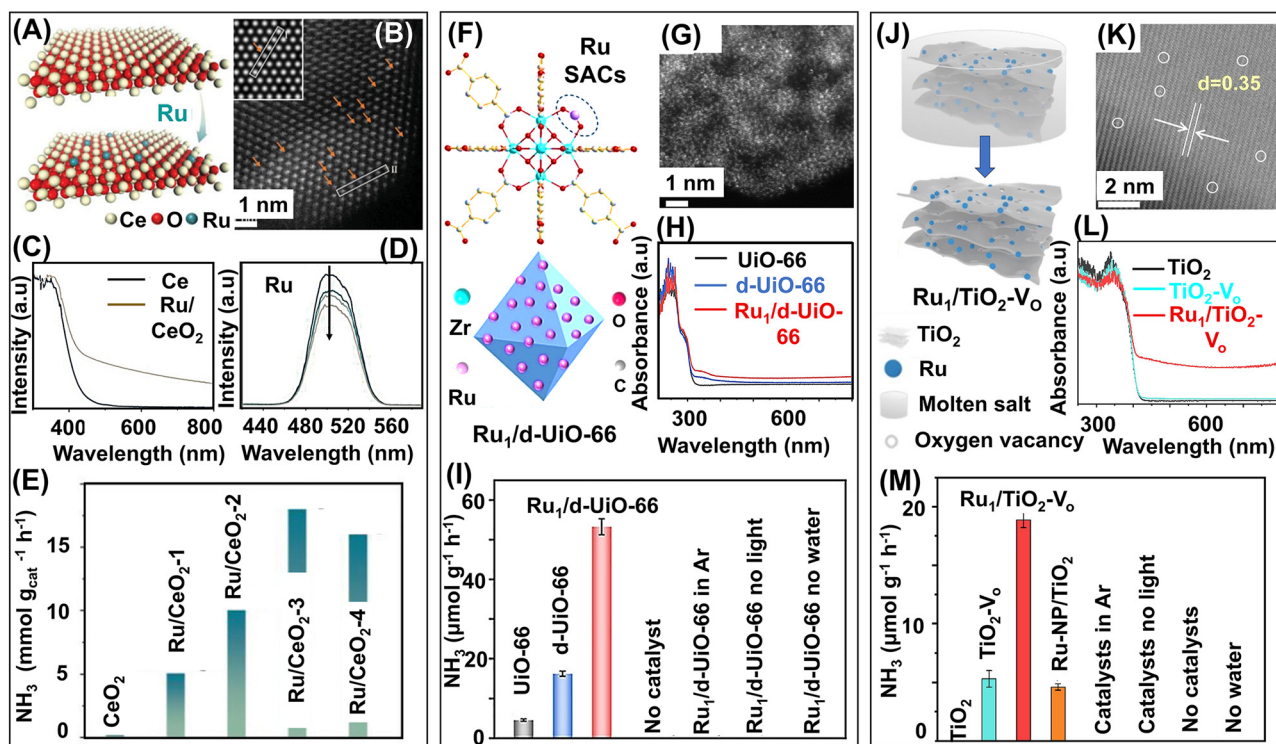 (A)
Ru
Ce
O
Ru
(B)
I
II
1 nm
(C)
Intensity (a.u)
Ce
Ru/
CeO2
400
600
800
Wavelength (nm)
(D)
Intensity (a.u)
Ru
440
480
520
560
Wavelength (nm)
(E)
NH3 (mmol gcat-1 h-1)
15
10
5
0
CeO2
Ru/CeO2-1
Ru/CeO2-2
Ru/CeO2-3
Ru/CeO2-4
(F)
Ru
SACs
Zr
O
Ru
C
Ru1/d-UiO-66
(G)
1 nm
(H)
Absorbance (a.u)
UiO-66
d-UiO-66
Ru1/d-UiO-
66
200
600
Wavelength (nm)
(I)
NH3 (μmol g-1 h-1)
60
40
20
0
UiO-66
d-UiO-66
Ru1/d-UiO-66
No catalyst
Ru1/d-UiO-66 in Ar
Ru1/d-UiO-66 no light
Ru1/d-UiO-66 no water
(J)
Ru1/TiO2-Vo
TiO2
Ru
Molten salt
Oxygen vacancy
(K)
d=0.35
2 nm
(L)
Absorbance (a.u)
TiO2
TiO2-Vo
Ru1/TiO2-
Vo
300
600
Wavelength (nm)
(M)
NH3 (μmol g-1 h-1)
20
15
10
5
0
TiO2
TiO2-Vo
Ru1/TiO2-Vo
Ru-NP/TiO2
Catalysts in Ar
Catalysts no light
No catalysts
No water